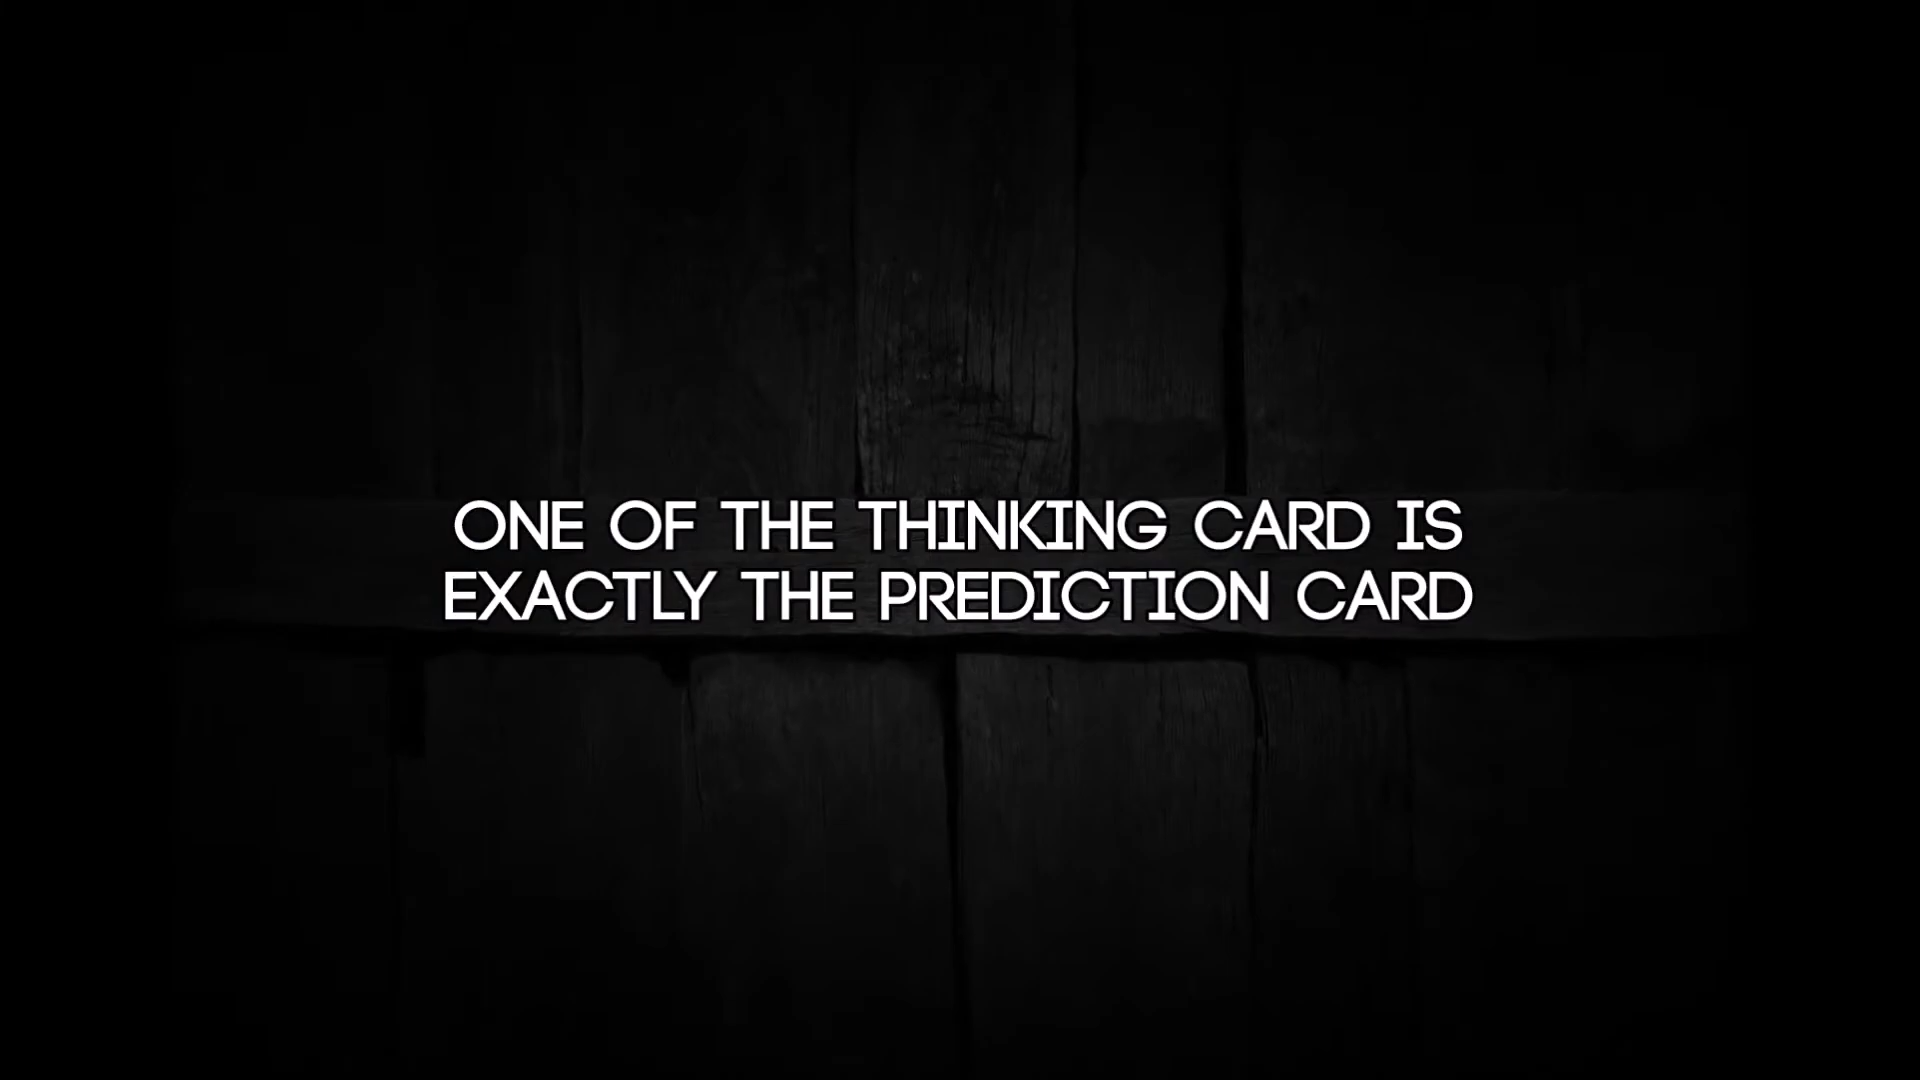 ONE OF THE THINKING CARD IS
EXACTLY THE PREDICTION CARD